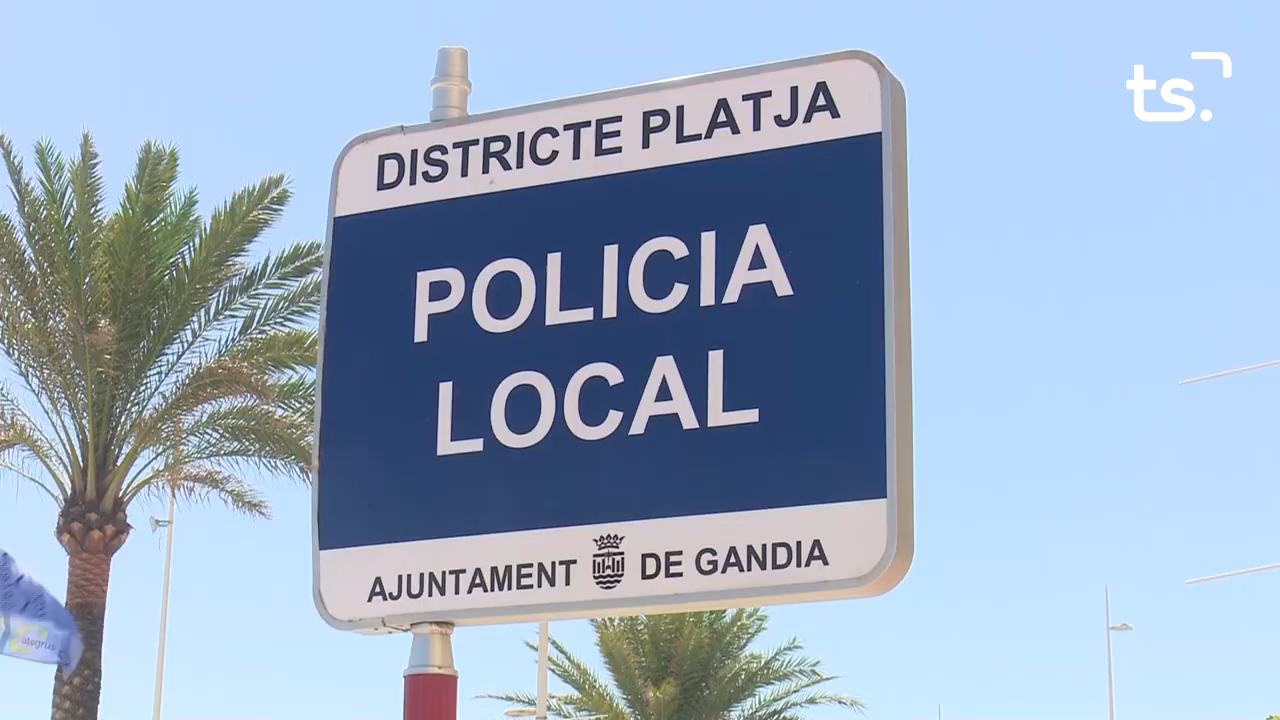 ts.
DISTRICTE PLATJA
POLICIA
LOCAL
AJUNTAMENT DE GANDIA